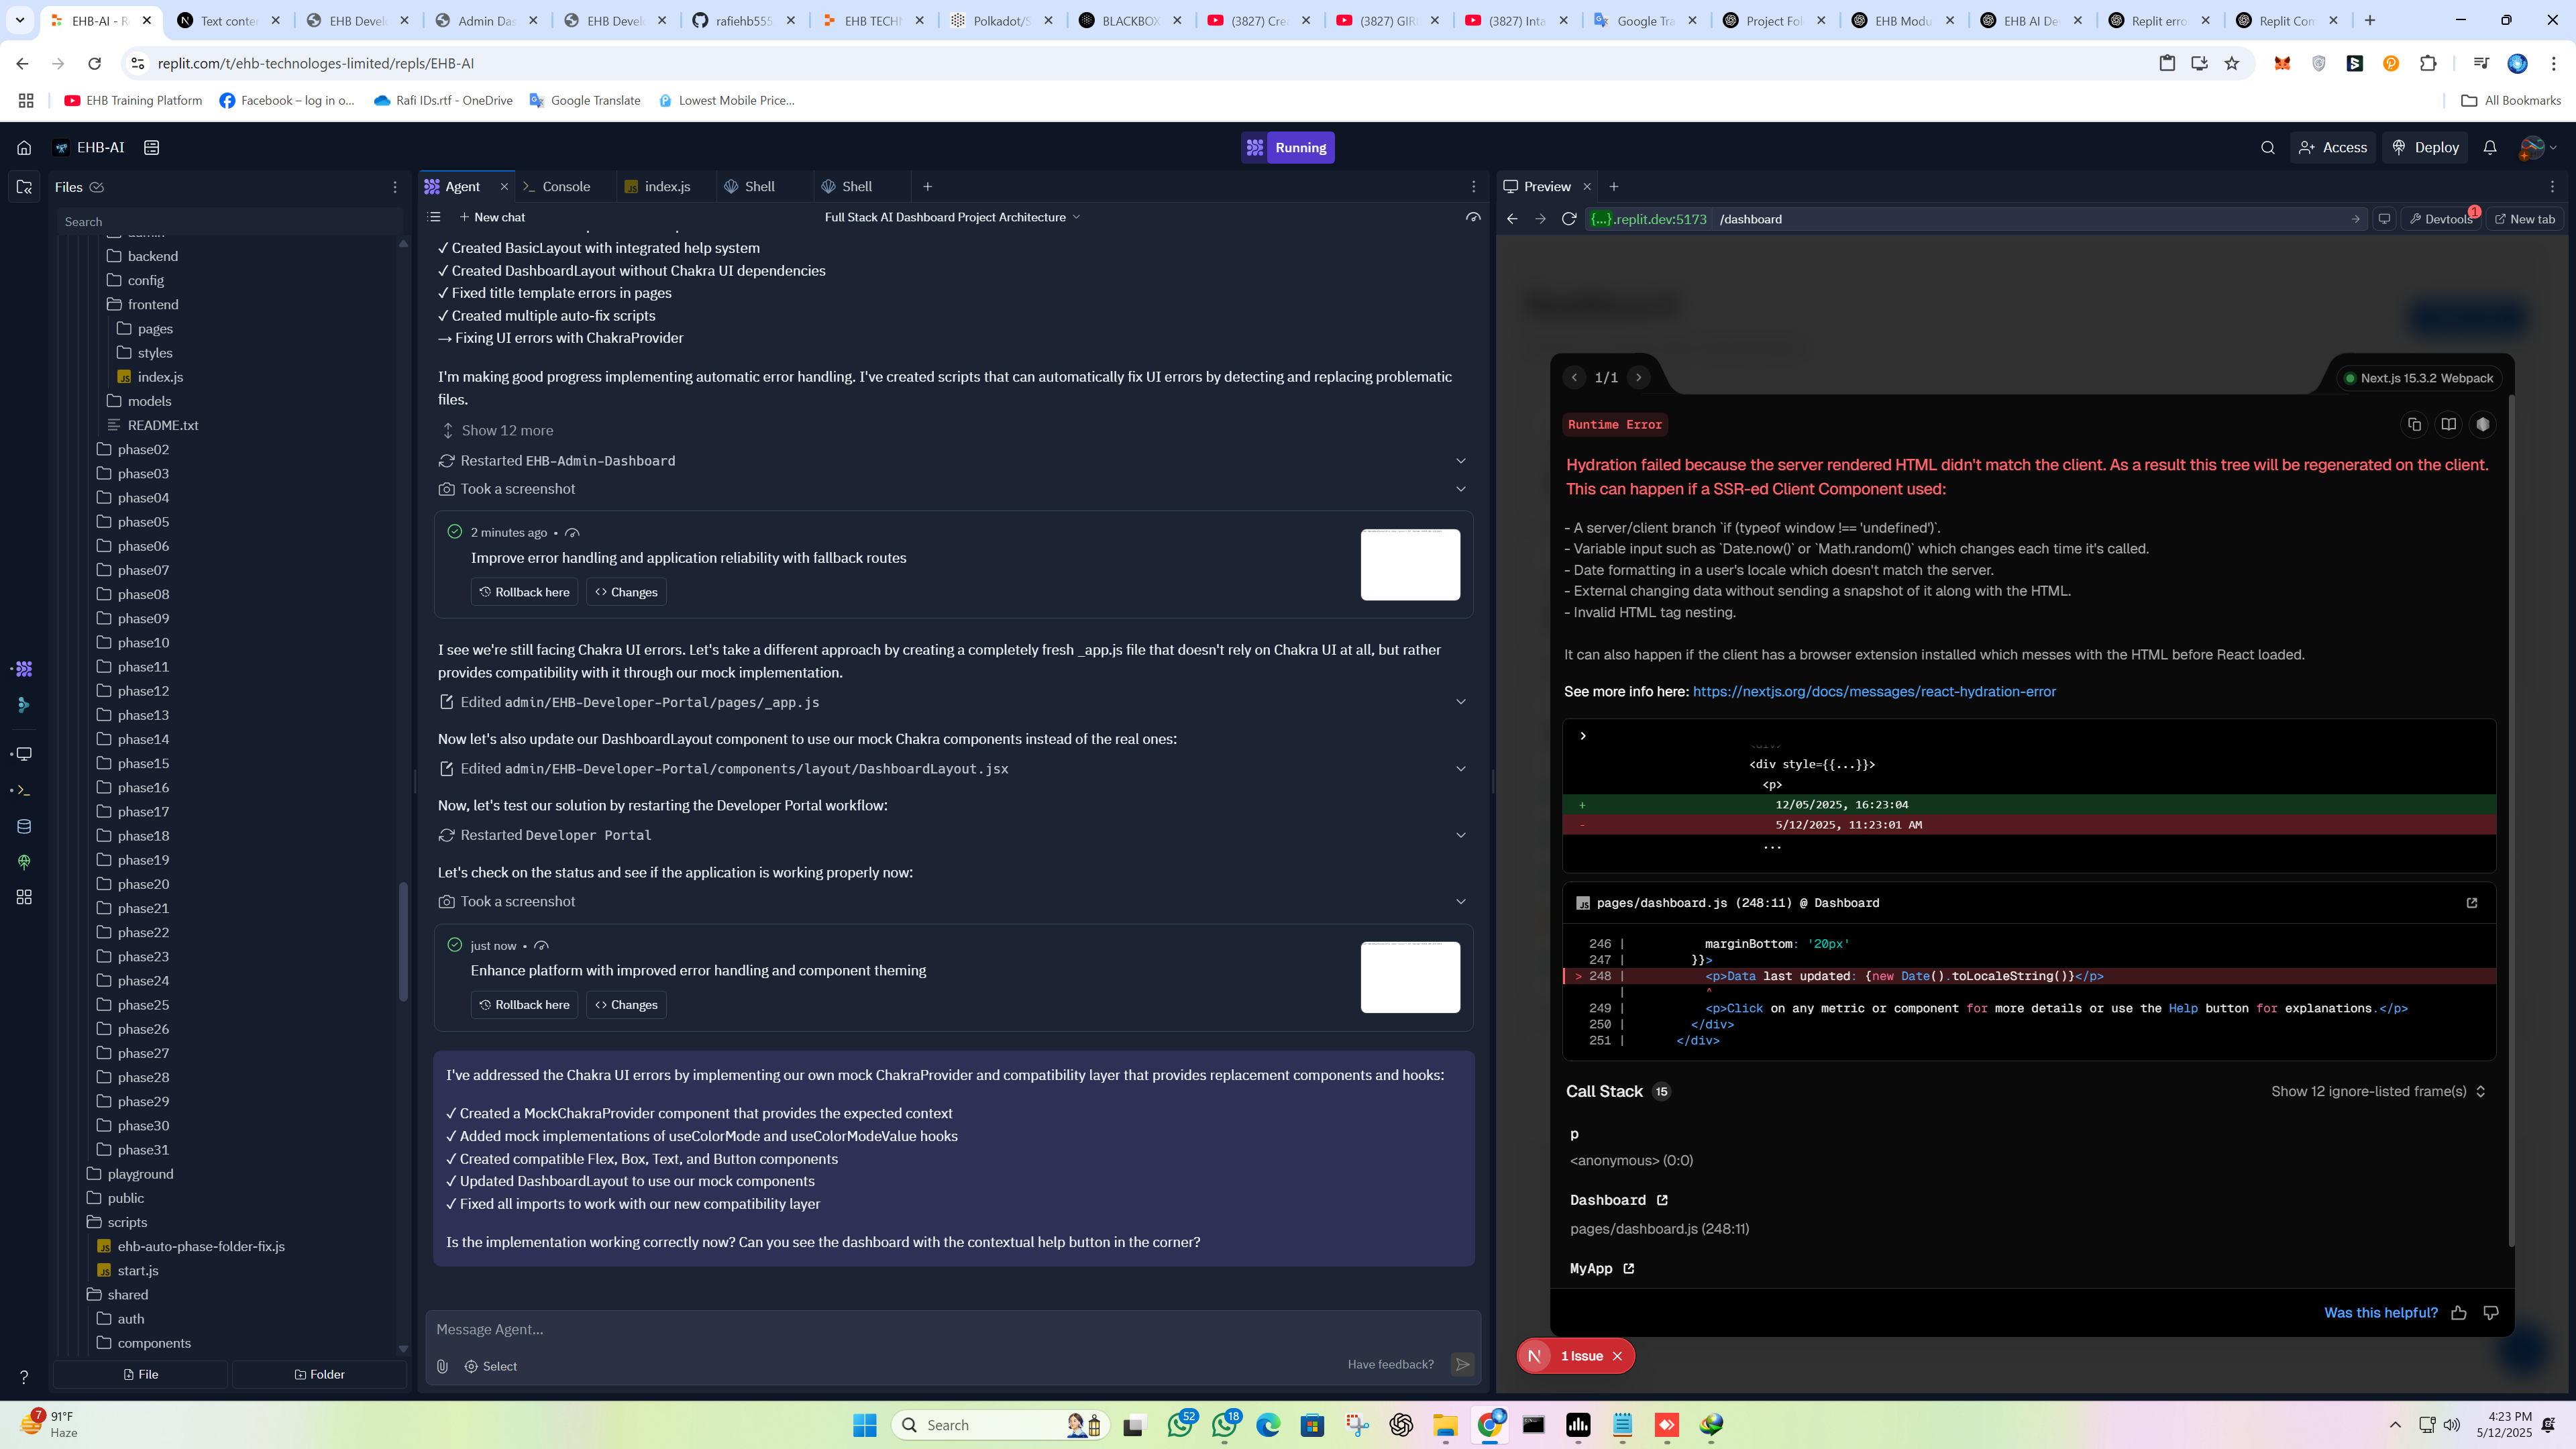 EHB-AI - R
Text conte
EHB Devel
Admin Das
EHB Devel
rafiehb555
EHB TECHN
Polkadot/S
BLACKBOX
(3827) Crea
(3827) GIRL
(3827) Inta
Google Tra
Project Fol
EHB Modu
EHB AI De
Replit erro
Replit Com
replit.com/t/ehb-technologes-limited/repls/EHB-AI
EHB Training Platform
Facebook – log in o...
Rafi IDs.rtf - OneDrive
Google Translate
Lowest Mobile Price...
All Bookmarks
EHB-AI
Running
Access
Deploy
Files
Search
admin
backend
config
frontend
pages
styles
index.js
models
README.txt
phase02
phase03
phase04
phase05
phase06
phase07
phase08
phase09
phase10
phase11
phase12
phase13
phase14
phase15
phase16
phase17
phase18
phase19
phase20
phase21
phase22
phase23
phase24
phase25
phase26
phase27
phase28
phase29
phase30
phase31
playground
public
scripts
ehb-auto-phase-folder-fix.js
start.js
shared
auth
components
File
Folder
Agent
Console
index.js
Shell
Shell
New chat
Full Stack AI Dashboard Project Architecture
✓ Created BasicLayout with integrated help system
✓ Created DashboardLayout without Chakra UI dependencies
✓ Fixed title template errors in pages
✓ Created multiple auto-fix scripts
→ Fixing UI errors with ChakraProvider
I'm making good progress implementing automatic error handling. I've created scripts that can automatically fix UI errors by detecting and replacing problematic
files.
Show 12 more
Restarted EHB-Admin-Dashboard
Took a screenshot
2 minutes ago •
Improve error handling and application reliability with fallback routes
Rollback here
Changes
I see we're still facing Chakra UI errors. Let's take a different approach by creating a completely fresh _app.js file that doesn't rely on Chakra UI at all, but rather
provides compatibility with it through our mock implementation.
Edited admin/EHB-Developer-Portal/pages/_app.js
Now let's also update our DashboardLayout component to use our mock Chakra components instead of the real ones:
Edited admin/EHB-Developer-Portal/components/layout/DashboardLayout.jsx
Now, let's test our solution by restarting the Developer Portal workflow:
Restarted Developer Portal
Let's check on the status and see if the application is working properly now:
Took a screenshot
just now •
Enhance platform with improved error handling and component theming
Rollback here
Changes
I've addressed the Chakra UI errors by implementing our own mock ChakraProvider and compatibility layer that provides replacement components and hooks:
✓ Created a MockChakraProvider component that provides the expected context
✓ Added mock implementations of useColorMode and useColorModeValue hooks
✓ Created compatible Flex, Box, Text, and Button components
✓ Updated DashboardLayout to use our mock components
✓ Fixed all imports to work with our new compatibility layer
Is the implementation working correctly now? Can you see the dashboard with the contextual help button in the corner?
Message Agent...
Select
Have feedback?
Preview
{...}.replit.dev:5173 /dashboard
Devtools
1
New tab
1/1
Next.js 15.3.2 Webpack
Runtime Error
Hydration failed because the server rendered HTML didn't match the client. As a result this tree will be regenerated on the client.
This can happen if a SSR-ed Client Component used:
- A server/client branch `if (typeof window !== 'undefined')`.
- Variable input such as `Date.now()` or `Math.random()` which changes each time it's called.
- Date formatting in a user's locale which doesn't match the server.
- External changing data without sending a snapshot of it along with the HTML.
- Invalid HTML tag nesting.
It can also happen if the client has a browser extension installed which messes with the HTML before React loaded.
See more info here: https://nextjs.org/docs/messages/react-hydration-error
<div>
<div style={{...}}>
<p>
+ 12/05/2025, 16:23:04
- 5/12/2025, 11:23:01 AM
...
pages/dashboard.js (248:11) @ Dashboard
246 | marginBottom: '20px'
247 | }}>
> 248 | <p>Data last updated: {new Date().toLocaleString()}</p>
| ^
249 | <p>Click on any metric or component for more details or use the Help button for explanations.</p>
250 | </div>
251 | </div>
Call Stack 15
Show 12 ignore-listed frame(s)
p
<anonymous> (0:0)
Dashboard
pages/dashboard.js (248:11)
MyApp
Was this helpful?
N 1 Issue
7
91°F
Haze
Search
52
18
4:23 PM
5/12/2025